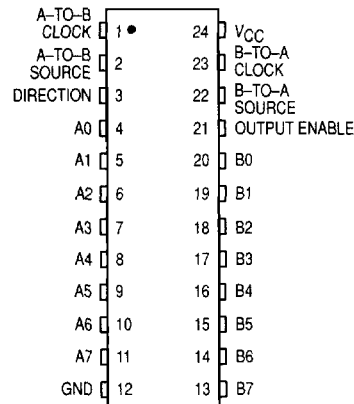 A–TO–B
CLOCK 1 24 VCC
A–TO–B
SOURCE 2 23 B–TO–A
CLOCK
DIRECTION 3 22 B–TO–A
SOURCE
A0 4 21 OUTPUT ENABLE
A1 5 20 B0
A2 6 19 B1
A3 7 18 B2
A4 8 17 B3
A5 9 16 B4
A6 10 15 B5
A7 11 14 B6
GND 12 13 B7